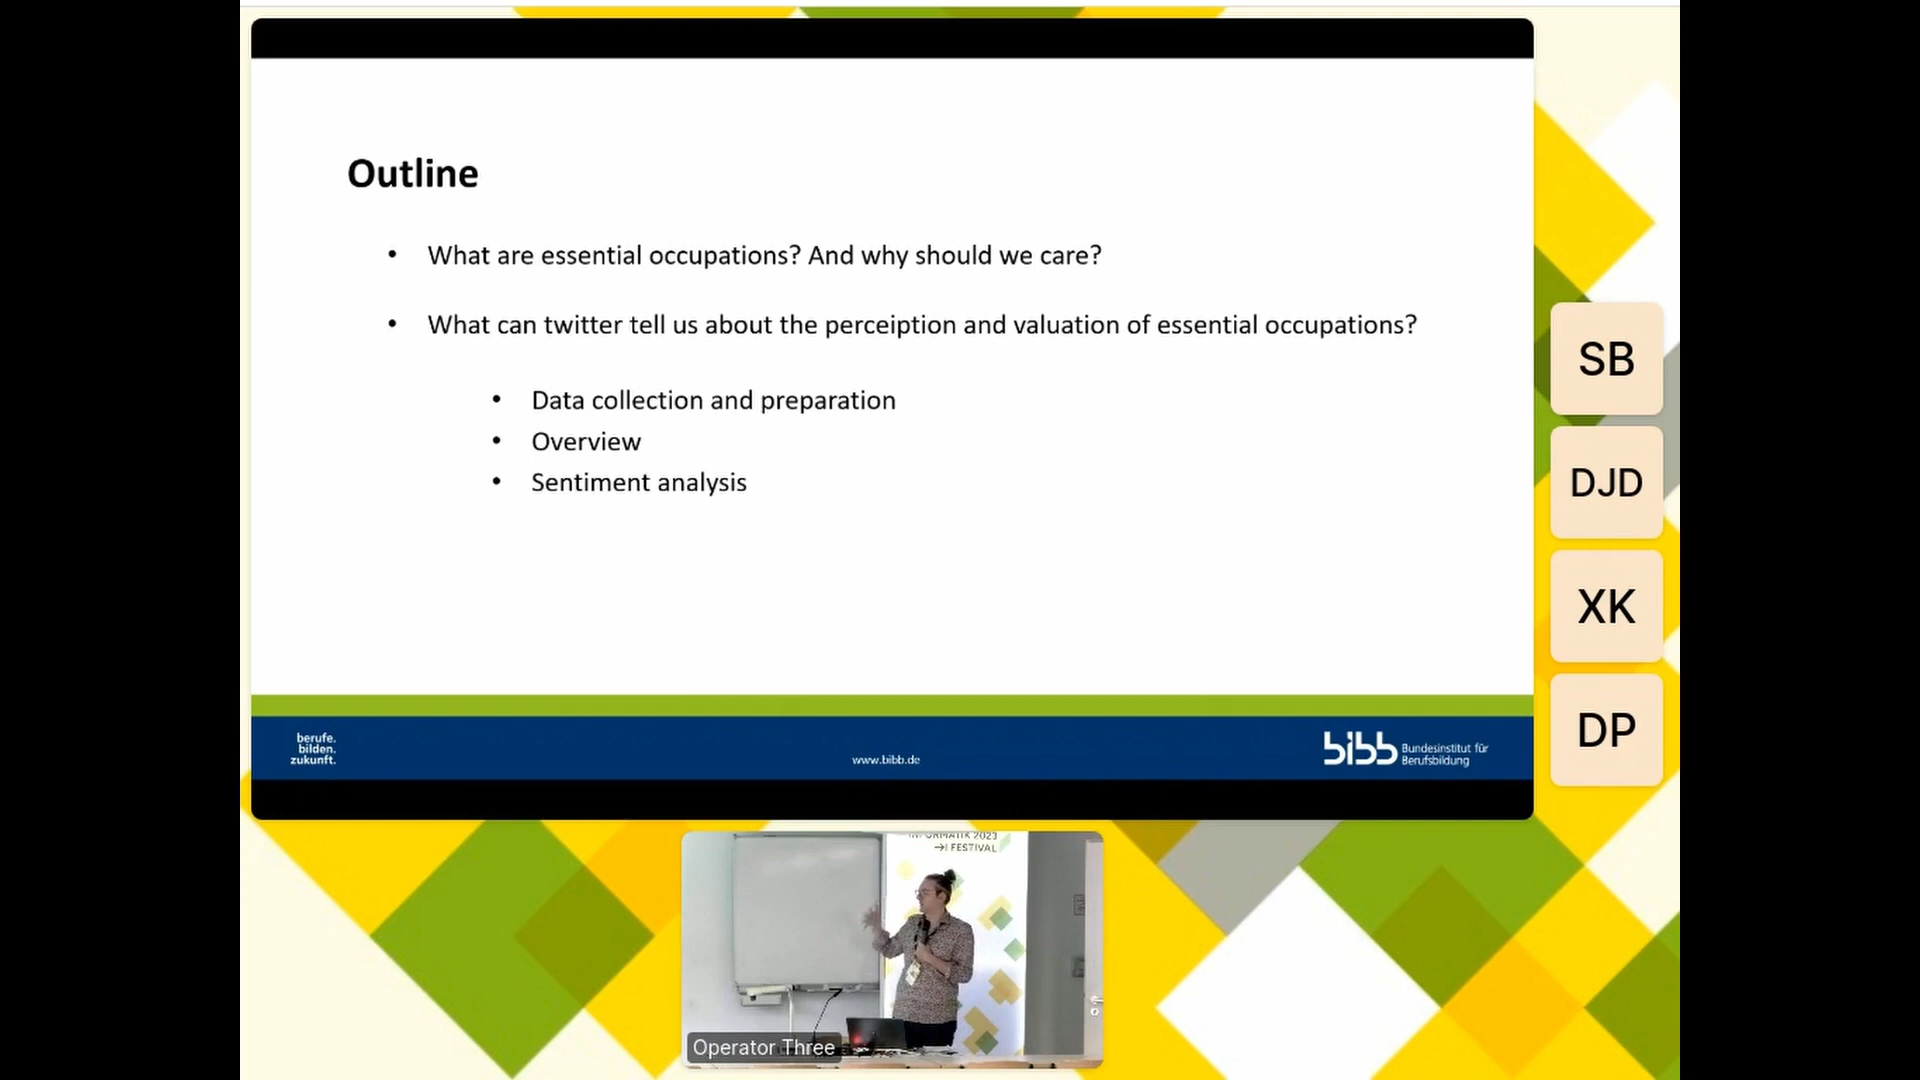 Outline
• What are essential occupations? And why should we care?
• What can twitter tell us about the perceiption and valuation of essential occupations?
• Data collection and preparation
• Overview
• Sentiment analysis
berufe.
bilden.
zukunft.
www.bibb.de
bibb Bundesinstitut für
Berufsbildung
SB
DJD
XK
DP
INFORMATIK 2023
→I FESTIVAL
Operator Three